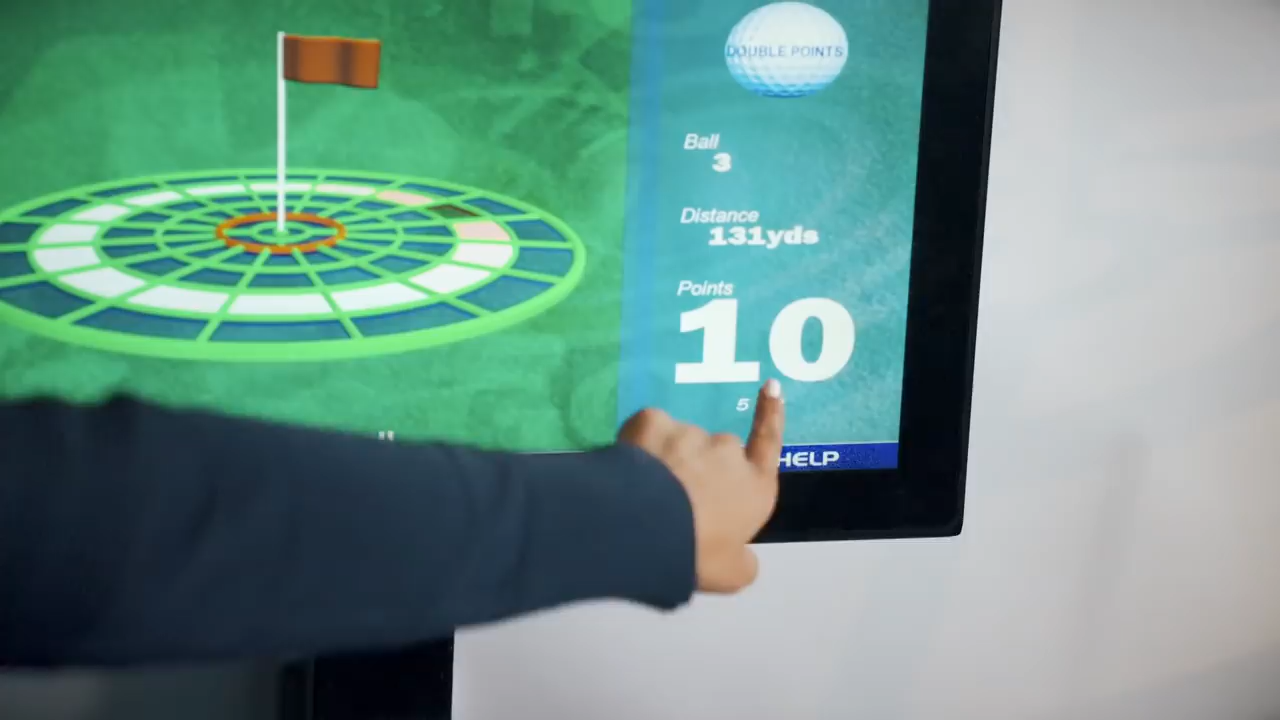 DOUBLE POINTS
Ball
3
Distance
131yds
Points
10
5
HELP